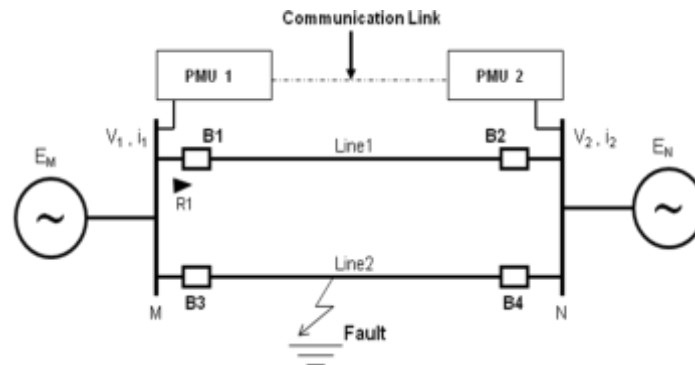 Communication Link
PMU 1
PMU 2
V1 , i1
B1
Line1
B2
V2 , i2
EM
EN
R1
Line2
B3
B4
M
N
Fault